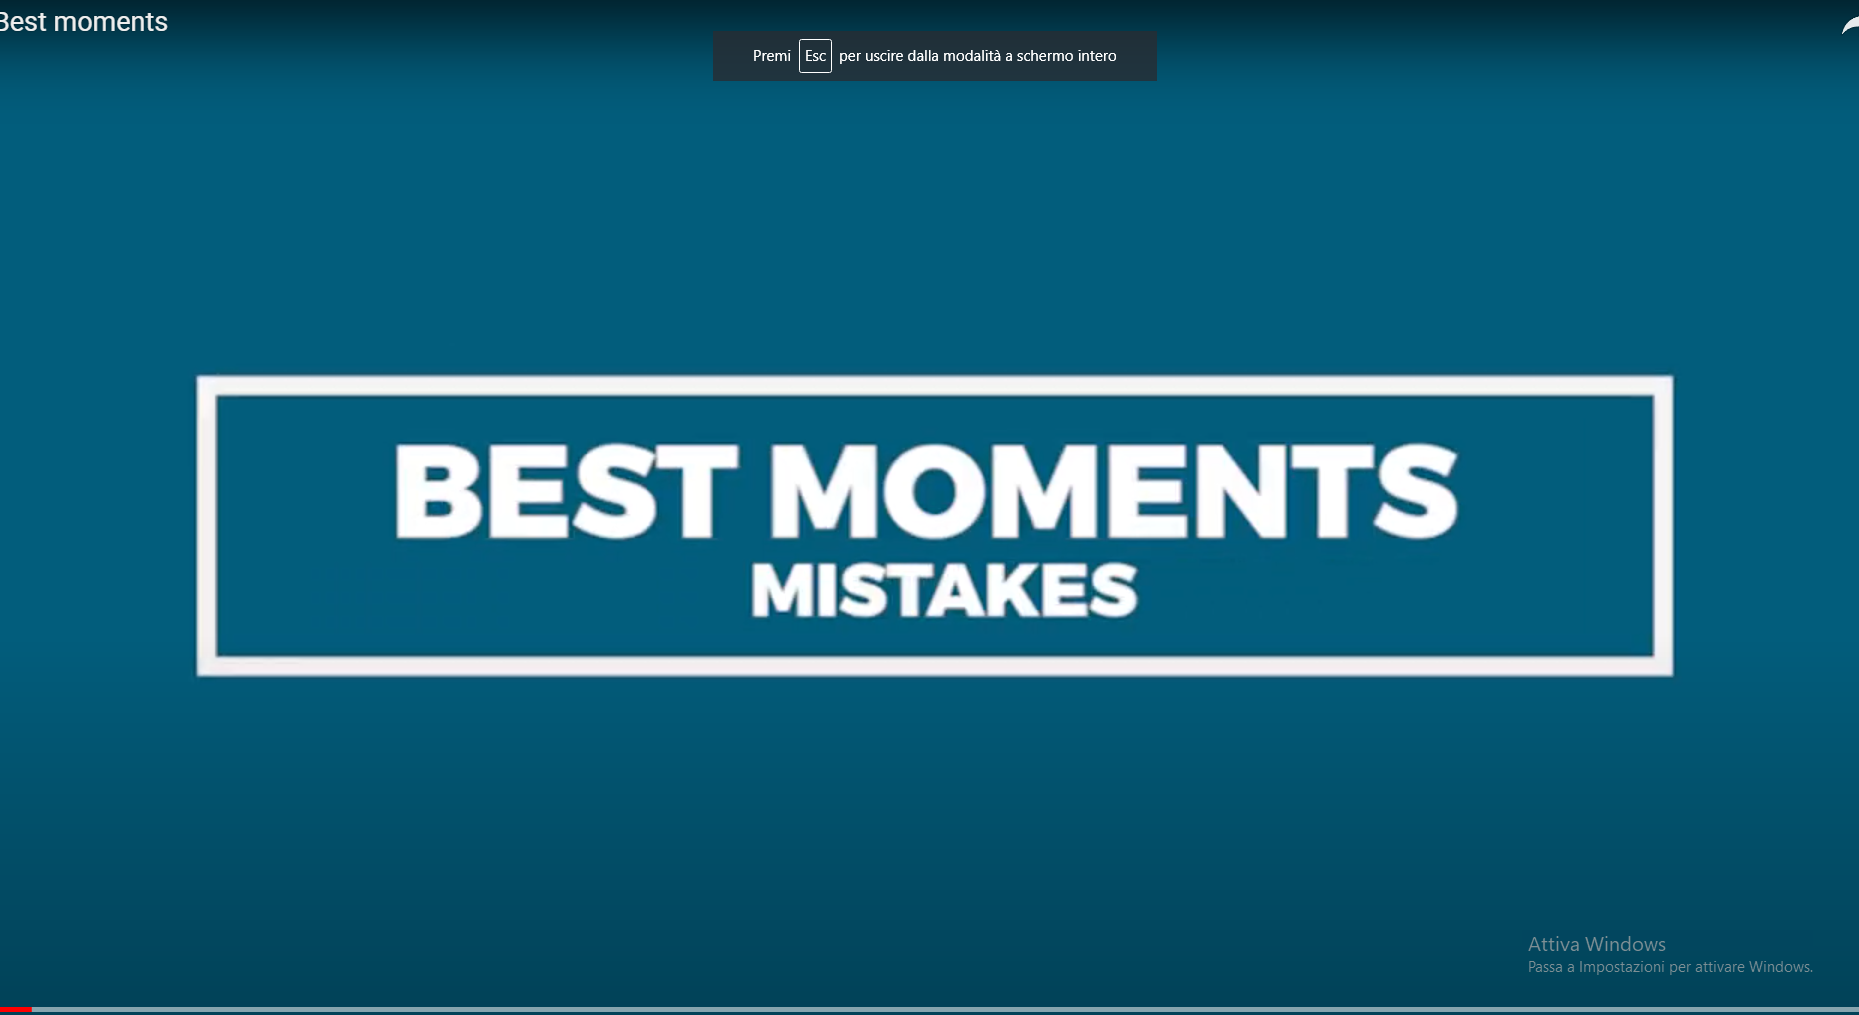 Best moments
Premi Esc per uscire dalla modalità a schermo intero
BEST MOMENTS
MISTAKES
Attiva Windows
Passa a Impostazioni per attivare Windows.